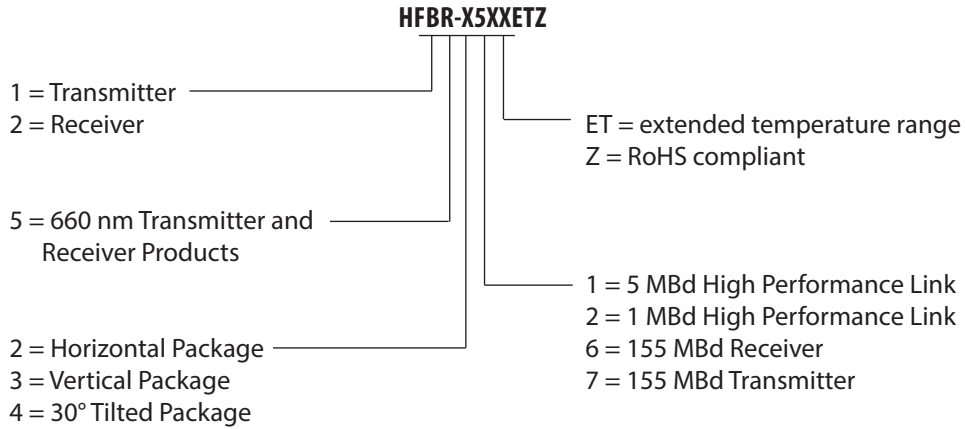 HFBR-X5XXETZ
1 = Transmitter
2 = Receiver
5 = 660 nm Transmitter and
Receiver Products
2 = Horizontal Package
3 = Vertical Package
4 = 30° Tilted Package
ET = extended temperature range
Z = RoHS compliant
1 = 5 MBd High Performance Link
2 = 1 MBd High Performance Link
6 = 155 MBd Receiver
7 = 155 MBd Transmitter